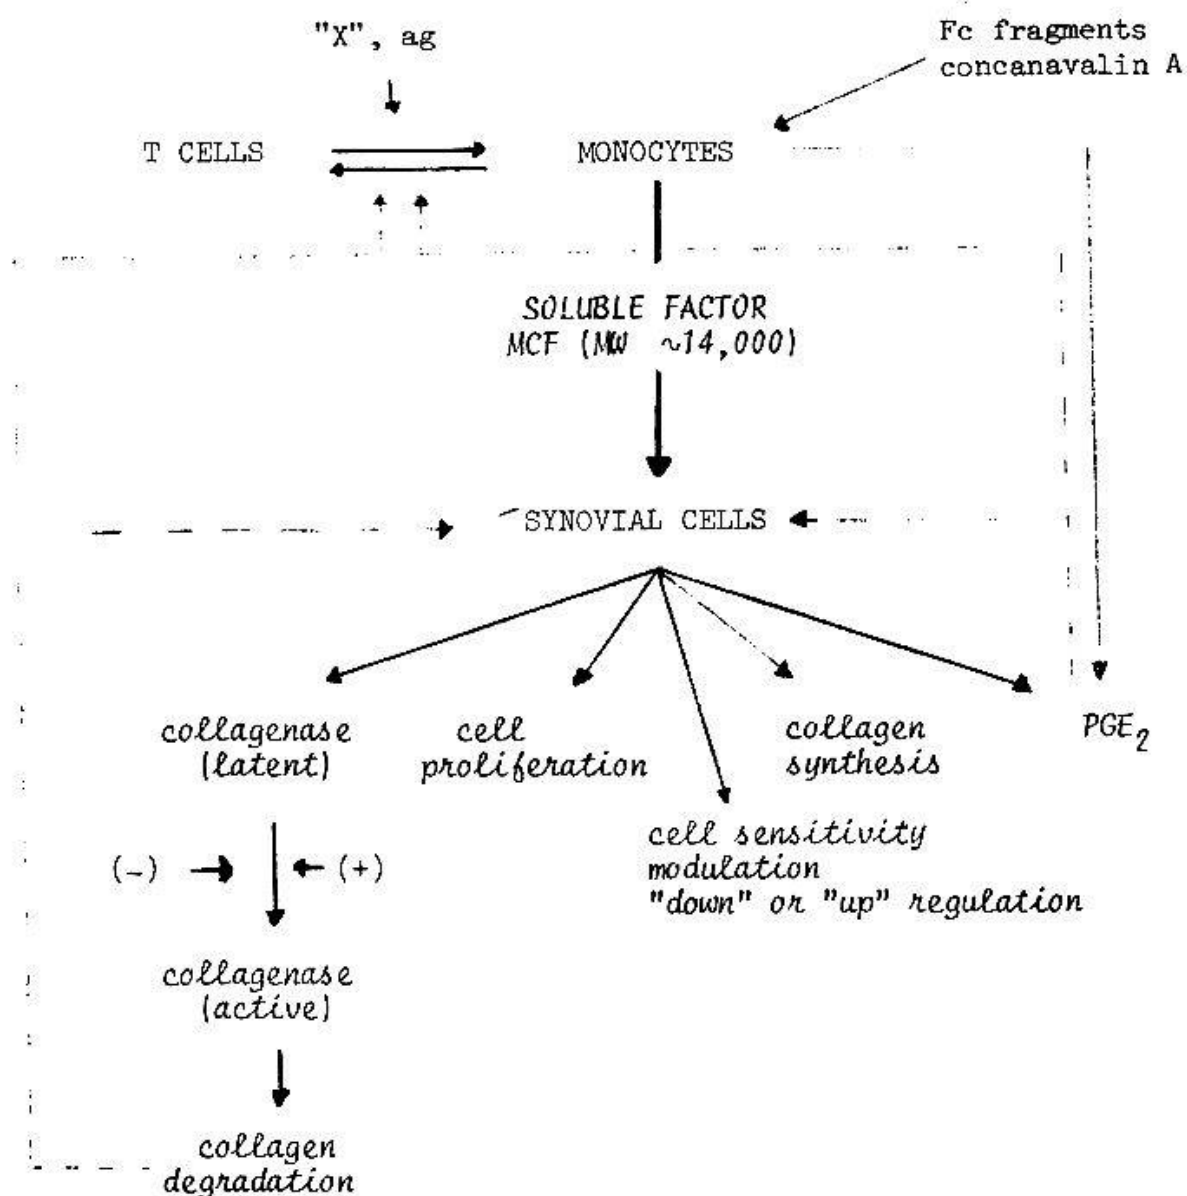 "X", ag
Fc fragments
concanavalin A
T CELLS
MONOCYTES
SOLUBLE FACTOR
MCF (MW ~14,000)
SYNOVIAL CELLS
collagenase
(latent)
cell
proliferation
collagen
synthesis
PGE₂
cell sensitivity
modulation
"down" or "up" regulation
(-)
(+)
collagenase
(active)
collagen
degradation